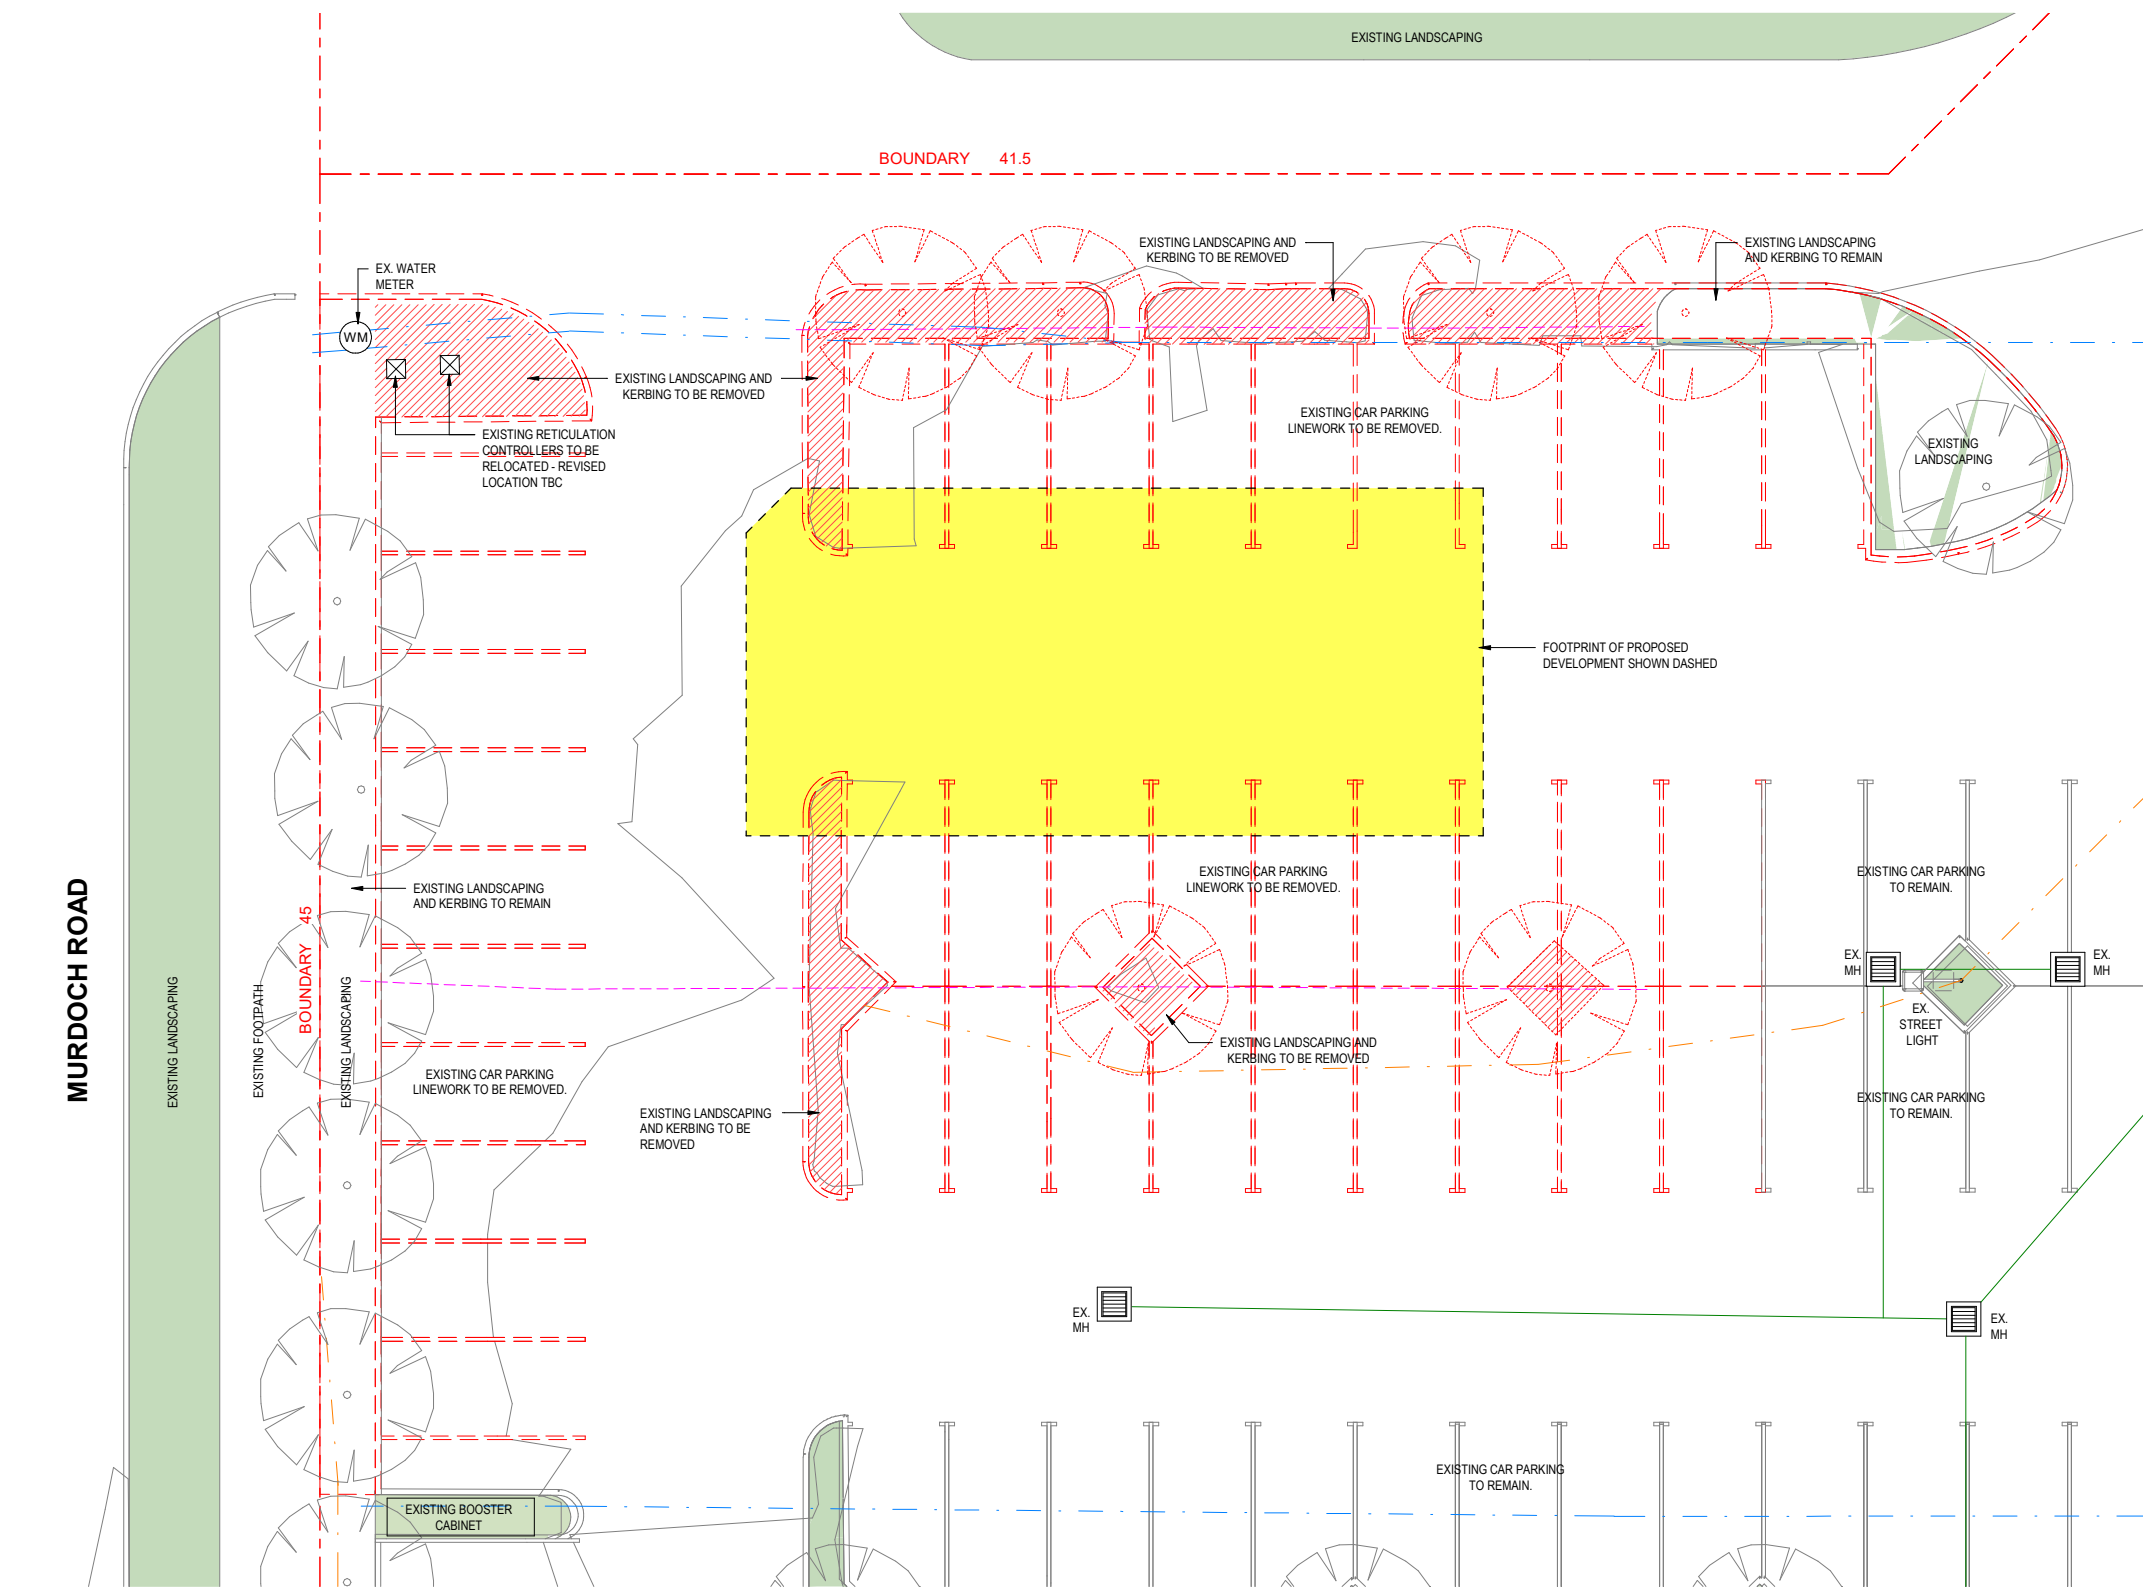 EXISTING LANDSCAPING
BOUNDARY 41.5
EXISTING LANDSCAPING AND
KERBING TO BE REMOVED
EXISTING LANDSCAPING
AND KERBING TO REMAIN
EX. WATER
METER
WM
EXISTING LANDSCAPING AND
KERBING TO BE REMOVED
EXISTING CAR PARKING
LINEWORK TO BE REMOVED.
EXISTING RETICULATION
CONTROLLERS TO BE
RELOCATED - REVISED
LOCATION TBC
EXISTING
LANDSCAPING
FOOTPRINT OF PROPOSED
DEVELOPMENT SHOWN DASHED
EXISTING CAR PARKING
LINEWORK TO BE REMOVED.
EXISTING CAR PARKING
TO REMAIN.
EXISTING LANDSCAPING
AND KERBING TO REMAIN
MURDOCH ROAD
EXISTING LANDSCAPING
EXISTING FOOTPATH
BOUNDARY 45
EXISTING LANDSCAPING
EX.
MH
EX.
MH
EX.
STREET
LIGHT
EXISTING LANDSCAPING AND
KERBING TO BE REMOVED
EXISTING CAR PARKING
LINEWORK TO BE REMOVED.
EXISTING CAR PARKING
TO REMAIN.
EXISTING LANDSCAPING
AND KERBING TO BE
REMOVED
EX.
MH
EX.
MH
EXISTING CAR PARKING
TO REMAIN.
EXISTING BOOSTER
CABINET